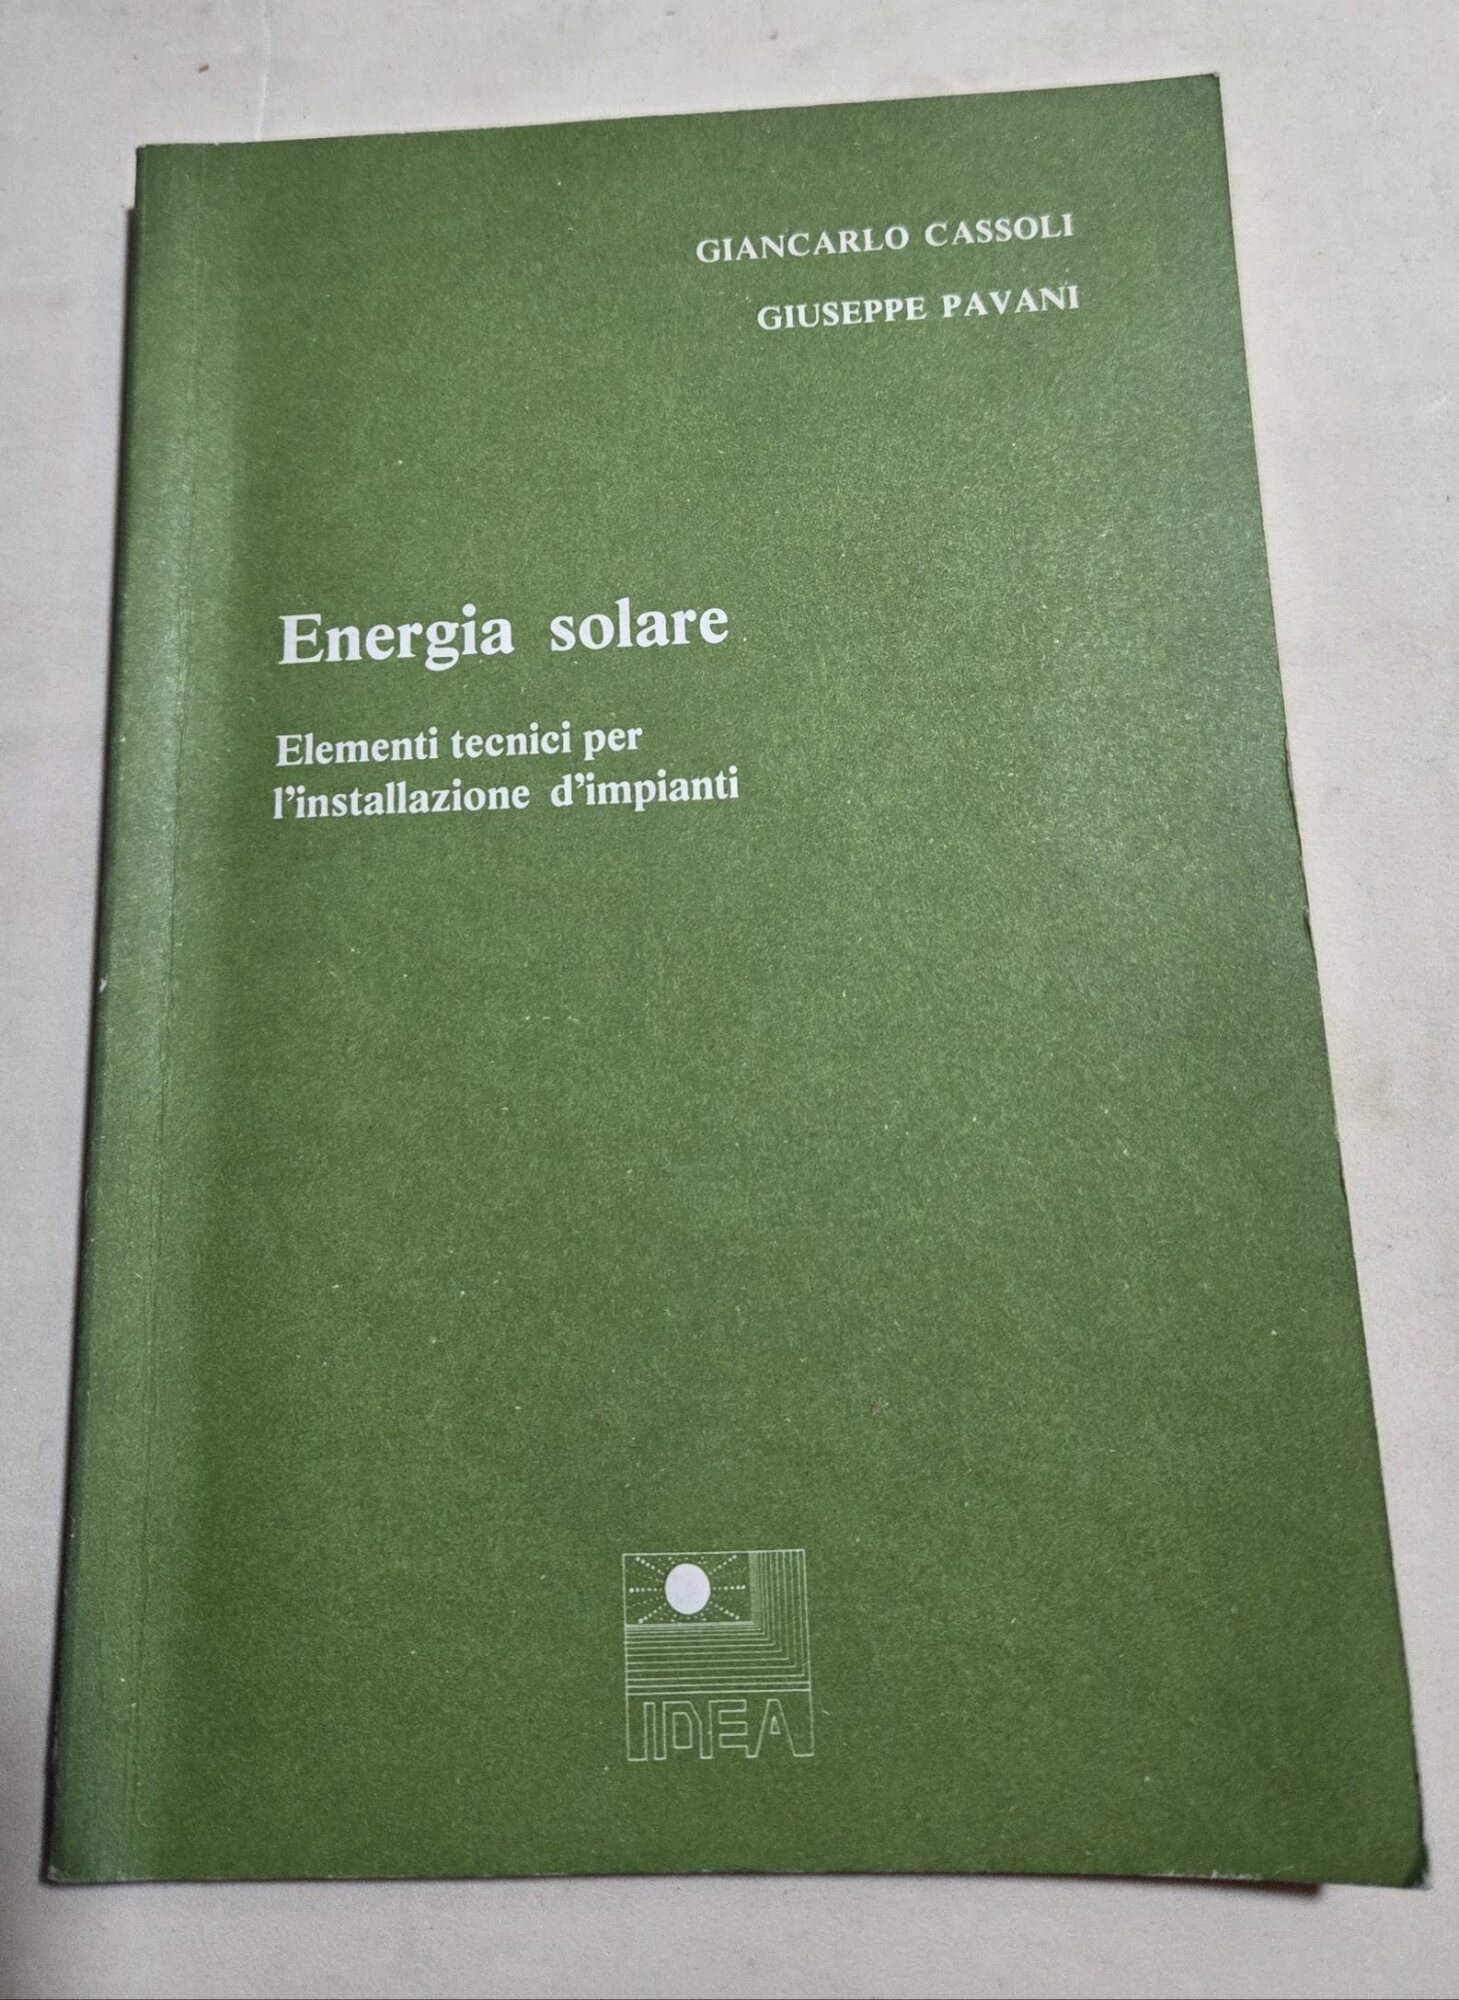 GIANCARLO CASSOLI
GIUSEPPE PAVANI
Energia solare
Elementi tecnici per
l'installazione d'impianti
IDEA